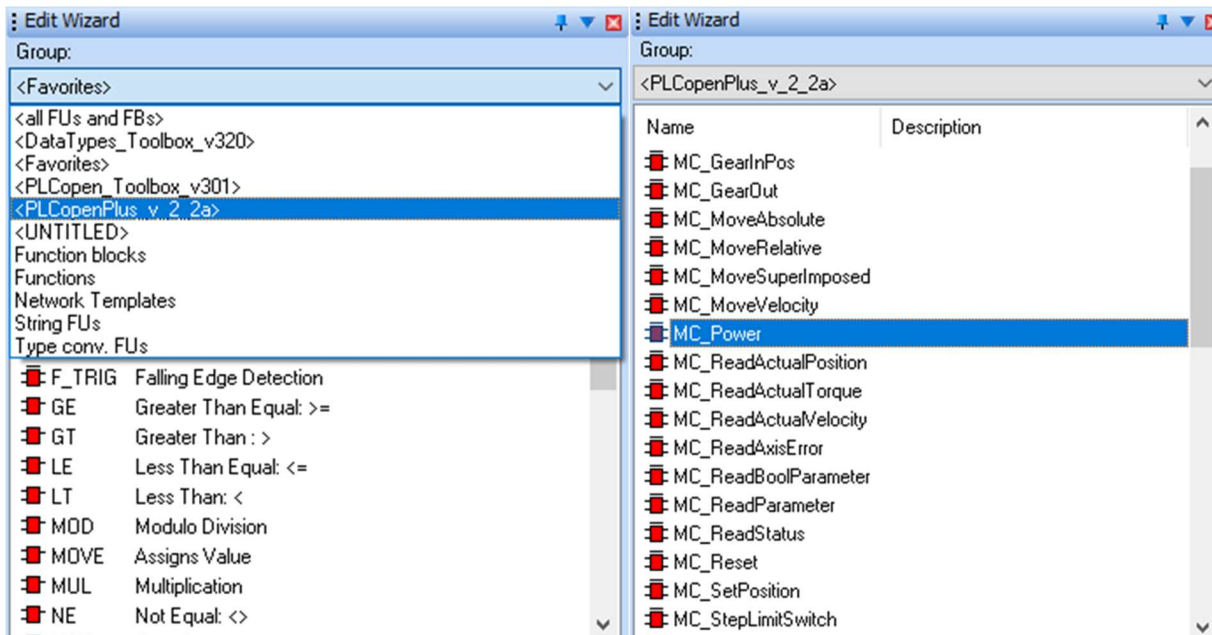 Edit Wizard
Group:
<Favorites>
<all FUs and FBs>
<DataTypes_Toolbox_v320>
<Favorites>
<PLCopen_Toolbox_v301>
<PLCopenPlus_v_2_2a>
<UNTITLED>
Function blocks
Functions
Network Templates
String FUs
Type conv. FUs
F_TRIG Falling Edge Detection
GE Greater Than Equal: >=
GT Greater Than : >
LE Less Than Equal: <=
LT Less Than: <
MOD Modulo Division
MOVE Assigns Value
MUL Multiplication
NE Not Equal: <>
Edit Wizard
Group:
<PLCopenPlus_v_2_2a>
Name Description
MC_GearInPos
MC_GearOut
MC_MoveAbsolute
MC_MoveRelative
MC_MoveSuperImposed
MC_MoveVelocity
MC_Power
MC_ReadActualPosition
MC_ReadActualTorque
MC_ReadActualVelocity
MC_ReadAxisError
MC_ReadBoolParameter
MC_ReadParameter
MC_ReadStatus
MC_Reset
MC_SetPosition
MC_StepLimitSwitch